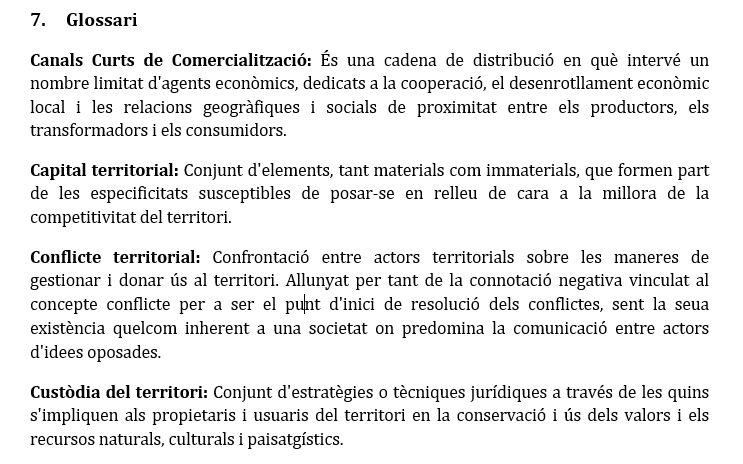 7. Glossari
Canals Curts de Comercialització: És una cadena de distribució en què intervé un
nombre limitat d'agents econòmics, dedicats a la cooperació, el desenrotllament econòmic
local i les relacions geogràfiques i socials de proximitat entre els productors, els
transformadors i els consumidors.
Capital territorial: Conjunt d'elements, tant materials com immaterials, que formen part
de les especificitats susceptibles de posar-se en relleu de cara a la millora de la
competitivitat del territori.
Conflicte territorial: Confrontació entre actors territorials sobre les maneres de
gestionar i donar ús al territori. Allunyat per tant de la connotació negativa vinculat al
concepte conflicte per a ser el punt d'inici de resolució dels conflictes, sent la seua
existència quelcom inherent a una societat on predomina la comunicació entre actors
d'idees oposades.
Custòdia del territori: Conjunt d'estratègies o tècniques jurídiques a través de les quins
s'impliquen als propietaris i usuaris del territori en la conservació i ús dels valors i els
recursos naturals, culturals i paisatgístics.